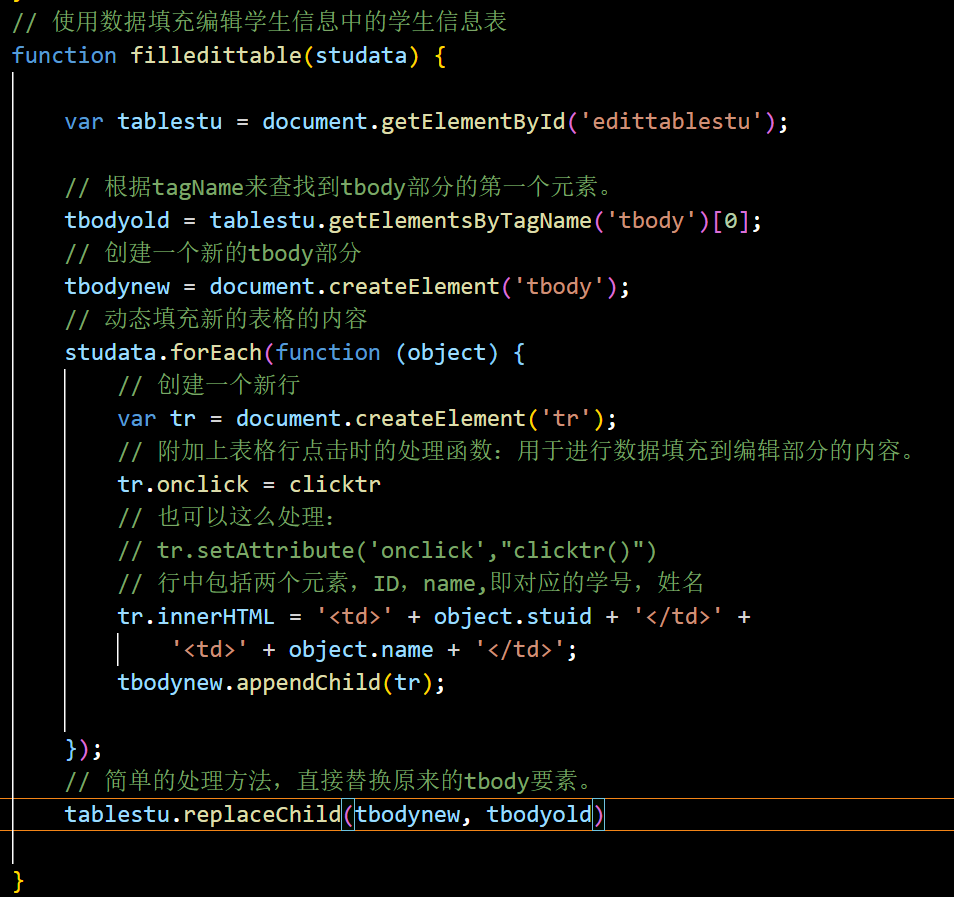 // 使用数据填充编辑学生信息中的学生信息表
function filledittable(studata) {
var tablestu = document.getElementById('edittablestu');
// 根据tagName来查找到tbody部分的第一个元素。
tbodyold = tablestu.getElementsByTagName('tbody')[0];
// 创建一个新的tbody部分
tbodynew = document.createElement('tbody');
// 动态填充新的表格的内容
studata.forEach(function (object) {
// 创建一个新行
var tr = document.createElement('tr');
// 附加上表格行点击时的处理函数：用于进行数据填充到编辑部分的内容。
tr.onclick = clicktr
// 也可以这么处理：
// tr.setAttribute('onclick',"clicktr()")
// 行中包括两个元素，ID，name,即对应的学号，姓名
tr.innerHTML = '<td>' + object.stuid + '</td>' +
'<td>' + object.name + '</td>';
tbodynew.appendChild(tr);
});
// 简单的处理方法，直接替换原来的tbody要素。
tablestu.replaceChild(tbodynew, tbodyold)
}